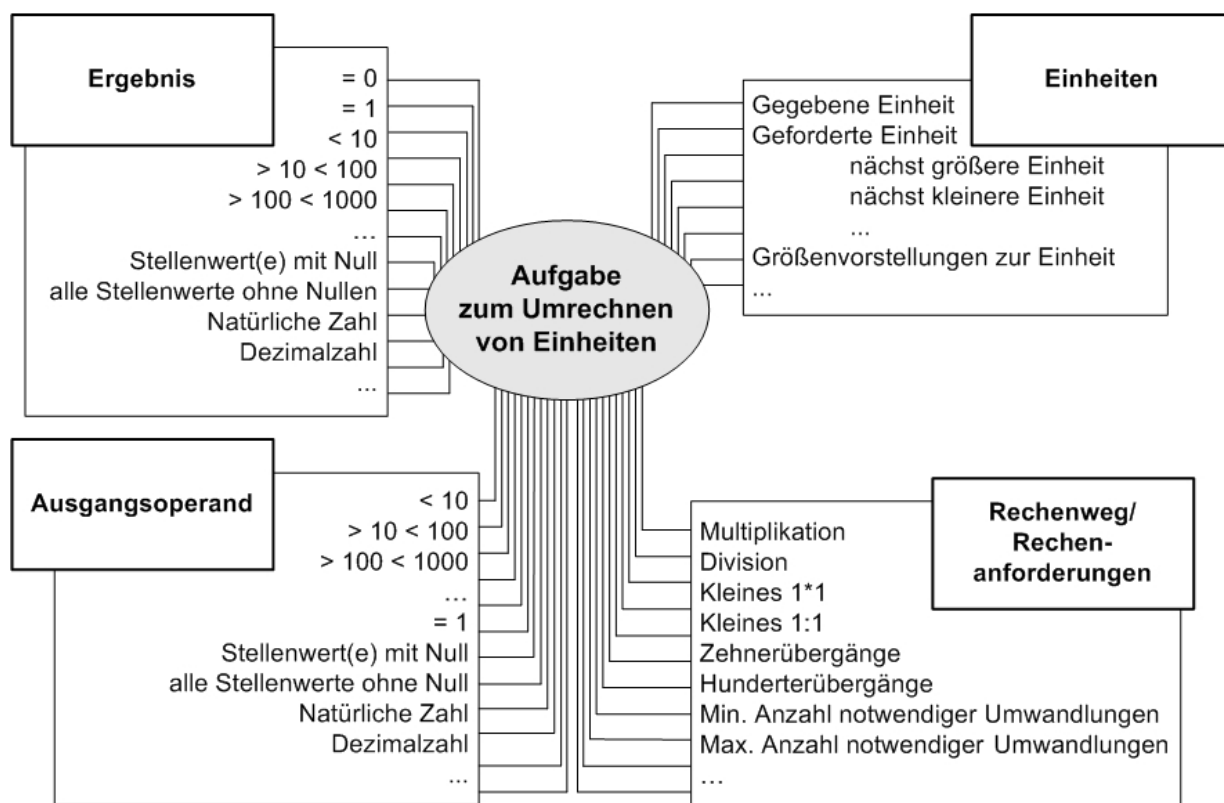 Ergebnis
= 0
= 1
< 10
> 10 < 100
> 100 < 1000
...
Stellenwert(e) mit Null
alle Stellenwerte ohne Nullen
Natürliche Zahl
Dezimalzahl
...
Einheiten
Gegebene Einheit
Geforderte Einheit
nächst größere Einheit
nächst kleinere Einheit
...
Größenvorstellungen zur Einheit
...
Aufgabe
zum Umrechnen
von Einheiten
Ausgangsoperand
< 10
> 10 < 100
> 100 < 1000
...
= 1
Stellenwert(e) mit Null
alle Stellenwerte ohne Null
Natürliche Zahl
Dezimalzahl
...
Rechenweg/
Rechen-
anforderungen
Multiplikation
Division
Kleines 1*1
Kleines 1:1
Zehnerübergänge
Hunderterübergänge
Min. Anzahl notwendiger Umwandlungen
Max. Anzahl notwendiger Umwandlungen
...